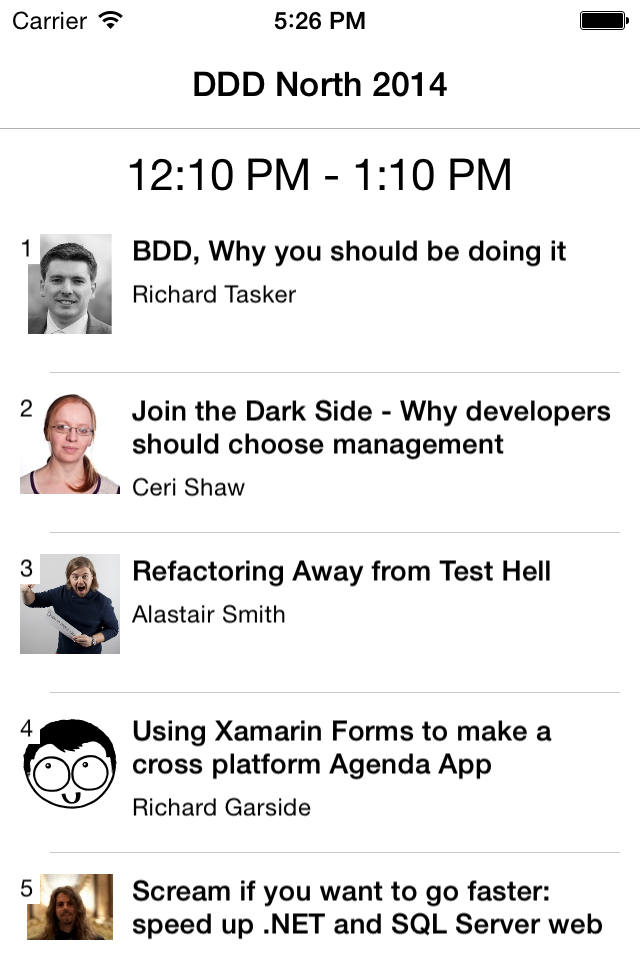 Carrier 5:26 PM
DDD North 2014
12:10 PM - 1:10 PM
1
BDD, Why you should be doing it
Richard Tasker
2
Join the Dark Side - Why developers
should choose management
Ceri Shaw
3
Refactoring Away from Test Hell
Alastair Smith
4
Using Xamarin Forms to make a
cross platform Agenda App
Richard Garside
5
Scream if you want to go faster:
speed up .NET and SQL Server web